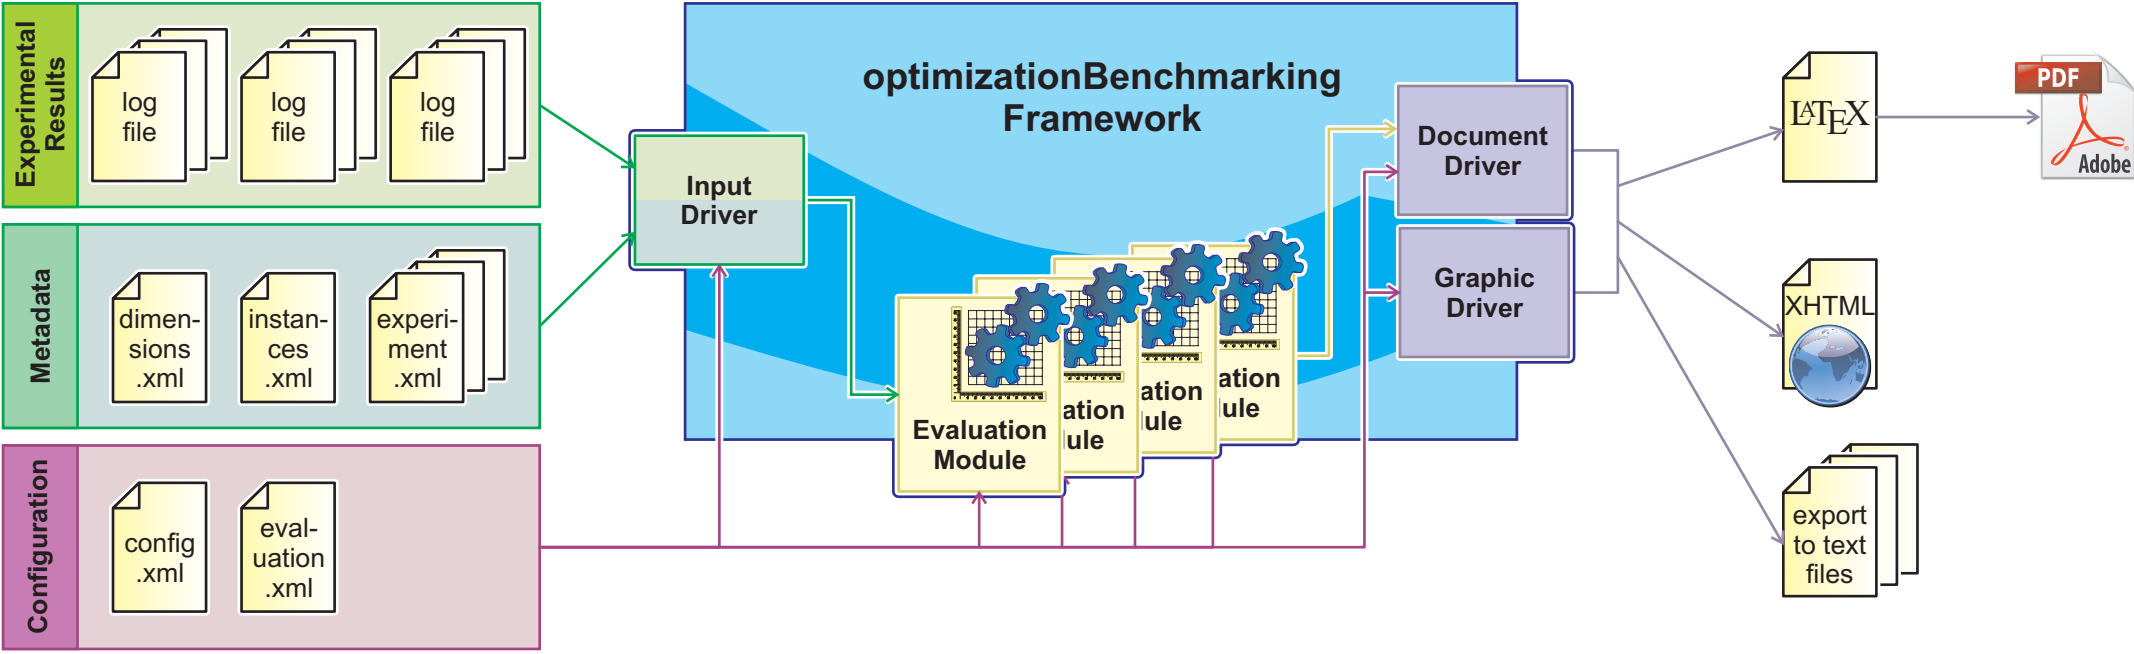 Experimental
Results
log
file
log
file
log
file
Metadata
dimen-
sions
.xml
instan-
ces
.xml
experi-
ment
.xml
Configuration
config
.xml
eval-
uation
.xml
optimizationBenchmarking
Framework
Input
Driver
Evaluation
Module
ation
ule
ation
lule
ation
lule
Document
Driver
Graphic
Driver
LATEX
PDF
Adobe
XHTML
export
to text
files